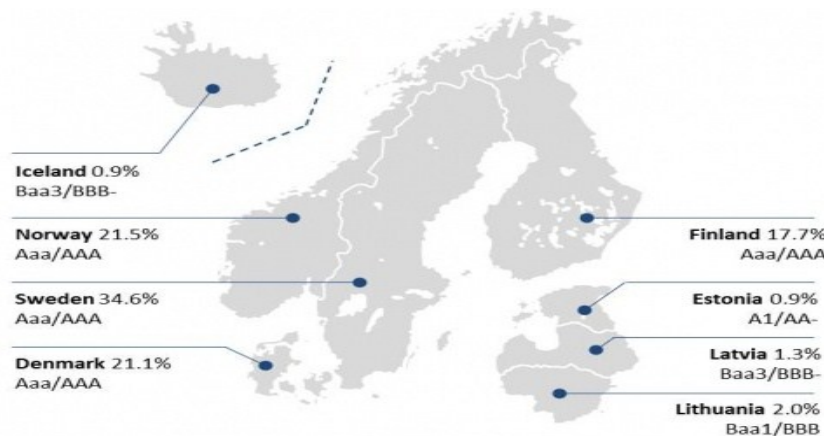 Iceland 0.9%
Baa3/BBB-
Norway 21.5%
Aaa/AAA
Sweden 34.6%
Aaa/AAA
Denmark 21.1%
Aaa/AAA
Finland 17.7%
Aaa/AAA
Estonia 0.9%
A1/AA-
Latvia 1.3%
Baa3/BBB-
Lithuania 2.0%
Baa1/BBB